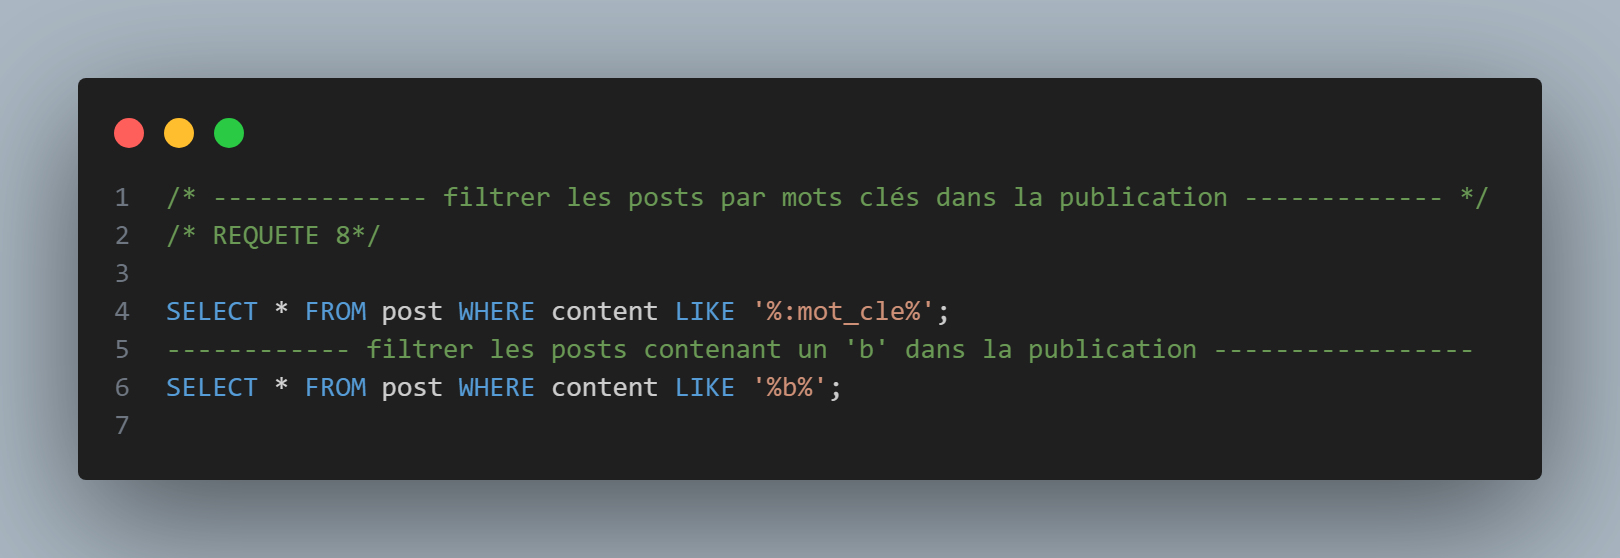 1 /* -------------- filtrer les posts par mots clés dans la publication ------------- */
2 /* REQUETE 8*/
3
4 SELECT * FROM post WHERE content LIKE '%:mot_cle%';
5 ------------ filtrer les posts contenant un 'b' dans la publication -----------------
6 SELECT * FROM post WHERE content LIKE '%b%';
7